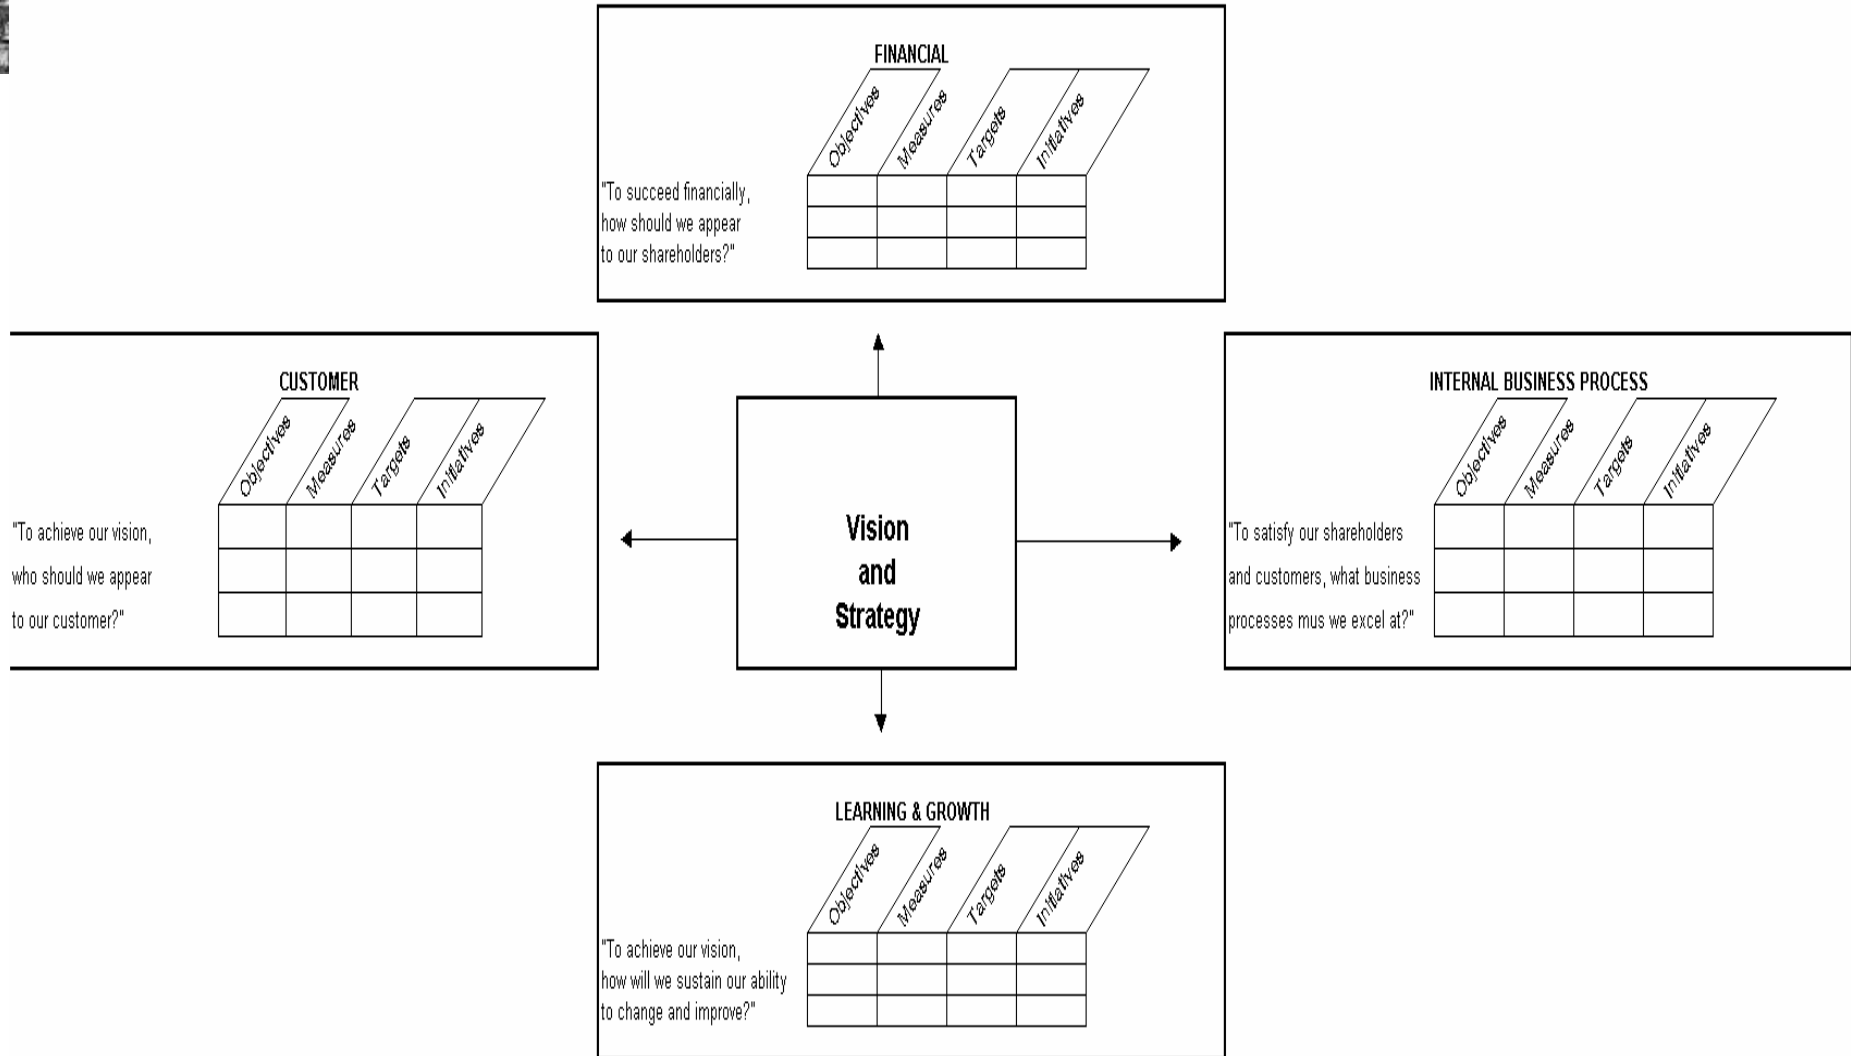 FINANCIAL
Objectives
Measures
Targets
Initiatives
"To succeed financially,
how should we appear
to our shareholders?"
CUSTOMER
Objectives
Measures
Targets
Initiatives
"To achieve our vision,
who should we appear
to our customer?"
Vision
and
Strategy
INTERNAL BUSINESS PROCESS
Objectives
Measures
Targets
Initiatives
"To satisfy our shareholders
and customers, what business
processes mus we excel at?"
LEARNING & GROWTH
Objectives
Measures
Targets
Initiatives
"To achieve our vision,
how will we sustain our ability
to change and improve?"